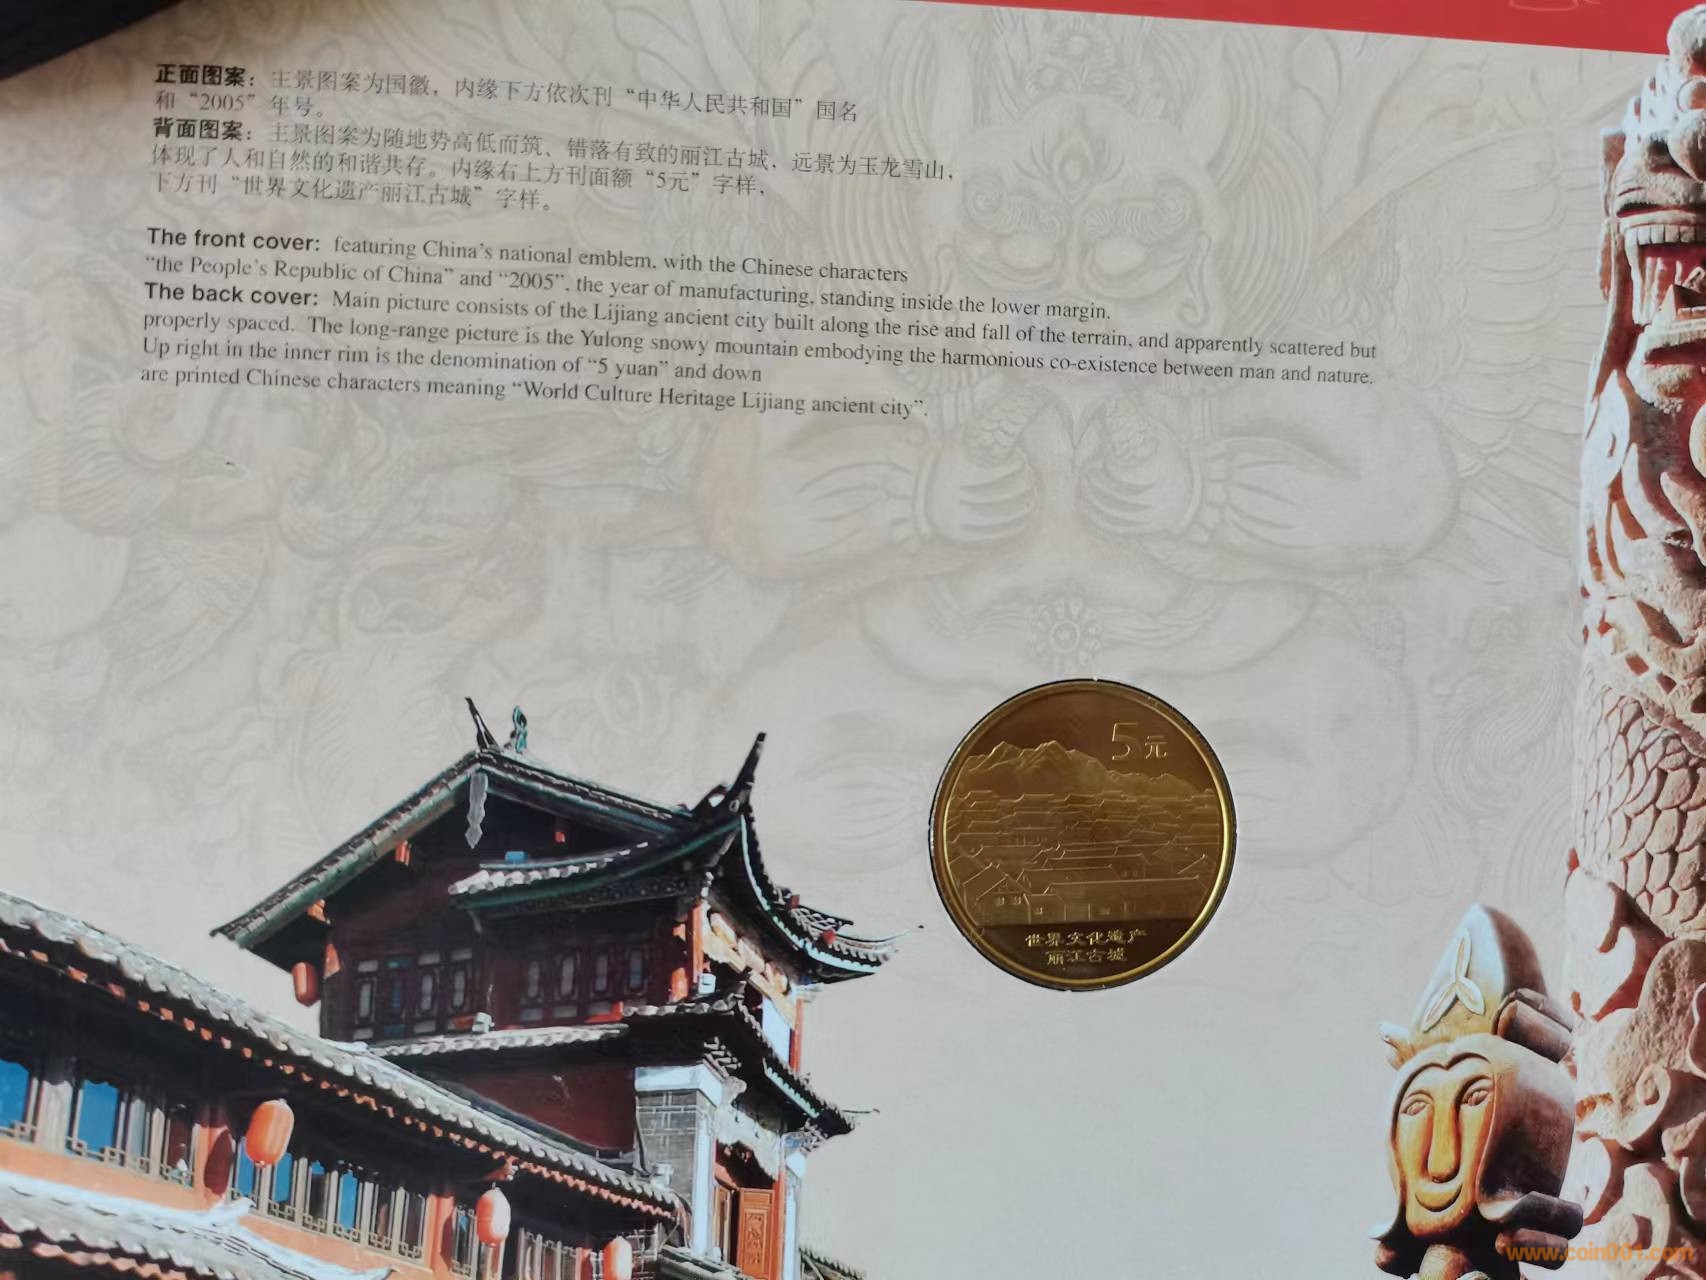 正面图案：主景图案为国徽，内缘下方依次刊“中华人民共和国”国名
和“2005”年号。
背面图案：主景图案为随地势高低而筑、错落有致的丽江古城，远景为玉龙雪山，
体现了人和自然的和谐共存。内缘右上方刊面额“5元”字样，
下方刊“世界文化遗产丽江古城”字样。
The front cover: featuring China's national emblem, with the Chinese characters
“the People's Republic of China” and “2005”, the year of manufacturing, standing inside the lower margin.
The back cover: Main picture consists of the Lijiang ancient city built along the rise and fall of the terrain, and apparently scattered but
properly spaced. The long-range picture is the Yulong snowy mountain embodying the harmonious co-existence between man and nature.
Up right in the inner rim is the denomination of “5 yuan” and down
are printed Chinese characters meaning “World Culture Heritage Lijiang ancient city”.
5元
世界文化遗产
丽江古城
www.coin001.com